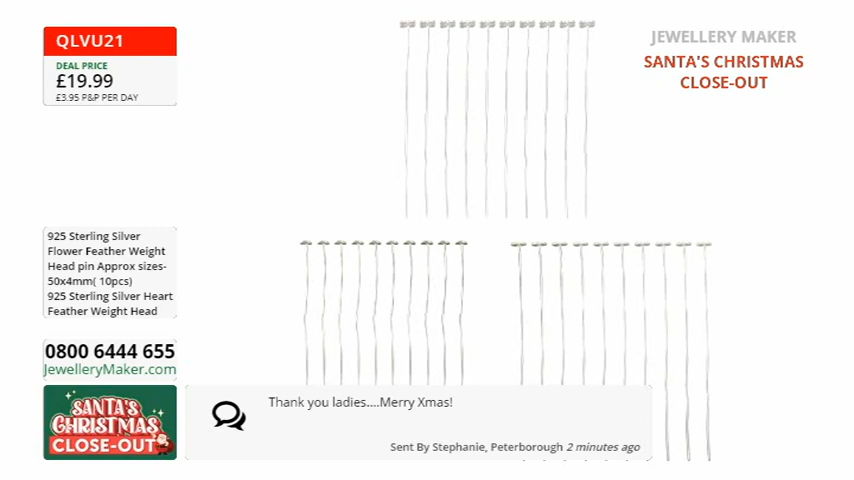 QLVU21
DEAL PRICE
£19.99
£3.95 P&P PER DAY
JEWELLERY MAKER
SANTA'S CHRISTMAS
CLOSE-OUT
925 Sterling Silver
Flower Feather Weight
Head pin Approx sizes-
50x4mm( 10pcs)
925 Sterling Silver Heart
Feather Weight Head
0800 6444 655
JewelleryMaker.com
SANTA'S
CHRISTMAS
CLOSE-OUT
Thank you ladies....Merry Xmas!
Sent By Stephanie, Peterborough 2 minutes ago